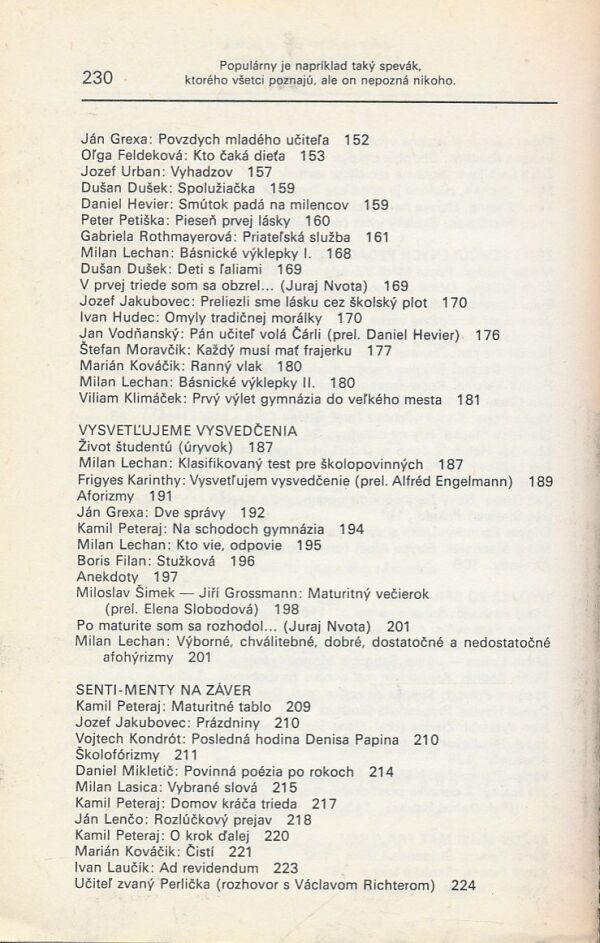 Populárny je napríklad taký spevák,
230 ktorého všetci poznajú, ale on nepozná nikoho.
Ján Grexa: Povzdych mladého učiteľa 152
Oľga Feldeková: Kto čaká dieťa 153
Jozef Urban: Vyhadzov 157
Dušan Dušek: Spolužiačka 159
Daniel Hevier: Smútok padá na milencov 159
Peter Petiška: Pieseň prvej lásky 160
Gabriela Rothmayerová: Priateľská služba 161
Milan Lechan: Básnické výklepky I. 168
Dušan Dušek: Deti s ľaliami 169
V prvej triede som sa obzrel... (Juraj Nvota) 169
Jozef Jakubovec: Preliezli sme lásku cez školský plot 170
Ivan Hudec: Omyly tradičnej morálky 170
Jan Vodňanský: Pán učiteľ volá Čárli (prel. Daniel Hevier) 176
Štefan Moravčík: Každý musí mať frajerku 177
Marián Kováčik: Ranný vlak 180
Milan Lechan: Básnické výklepky II. 180
Viliam Klimáček: Prvý výlet gymnázia do veľkého mesta 181
VYSVETĽUJEME VYSVEDČENIA
Život študentú (úryvok) 187
Milan Lechan: Klasifikovaný test pre školopovinných 187
Frigyes Karinthy: Vysvetľujem vysvedčenie (prel. Alfréd Engelmann) 189
Aforizmy 191
Ján Grexa: Dve správy 192
Kamil Peteraj: Na schodoch gymnázia 194
Milan Lechan: Kto vie, odpovie 195
Boris Filan: Stužková 196
Anekdoty 197
Miloslav Šimek — Jiří Grossmann: Maturitný večierok
(prel. Elena Slobodová) 198
Po maturite som sa rozhodol... (Juraj Nvota) 201
Milan Lechan: Výborné, chválitebné, dobré, dostatočné a nedostatočné
afohýrizmy 201
SENTI-MENTY NA ZÁVER
Kamil Peteraj: Maturitné tablo 209
Jozef Jakubovec: Prázdniny 210
Vojtech Kondrót: Posledná hodina Denisa Papina 210
Školofórizmy 211
Daniel Mikletič: Povinná poézia po rokoch 214
Milan Lasica: Vybrané slová 215
Kamil Peteraj: Domov kráča trieda 217
Ján Lenčo: Rozlúčkový prejav 218
Kamil Peteraj: O krok ďalej 220
Marián Kováčik: Čistí 221
Ivan Laučík: Ad revidendum 223
Učiteľ zvaný Perlička (rozhovor s Václavom Richterom) 224